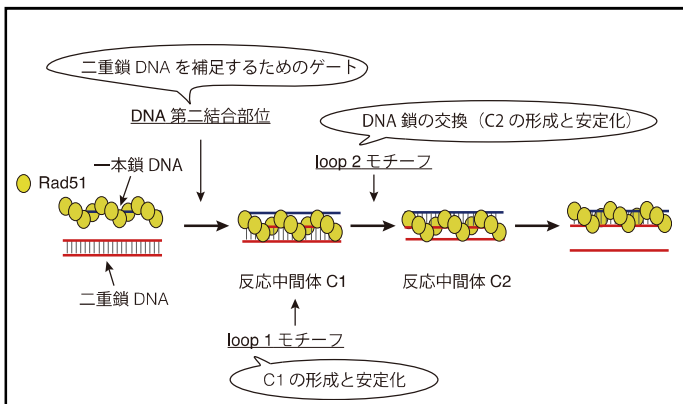 二重鎖 DNA を補足するためのゲート
DNA 第二結合部位
DNA 鎖の交換（C2 の形成と安定化）
loop 2 モチーフ
一本鎖 DNA
Rad51
二重鎖 DNA
反応中間体 C1
反応中間体 C2
loop 1 モチーフ
C1 の形成と安定化